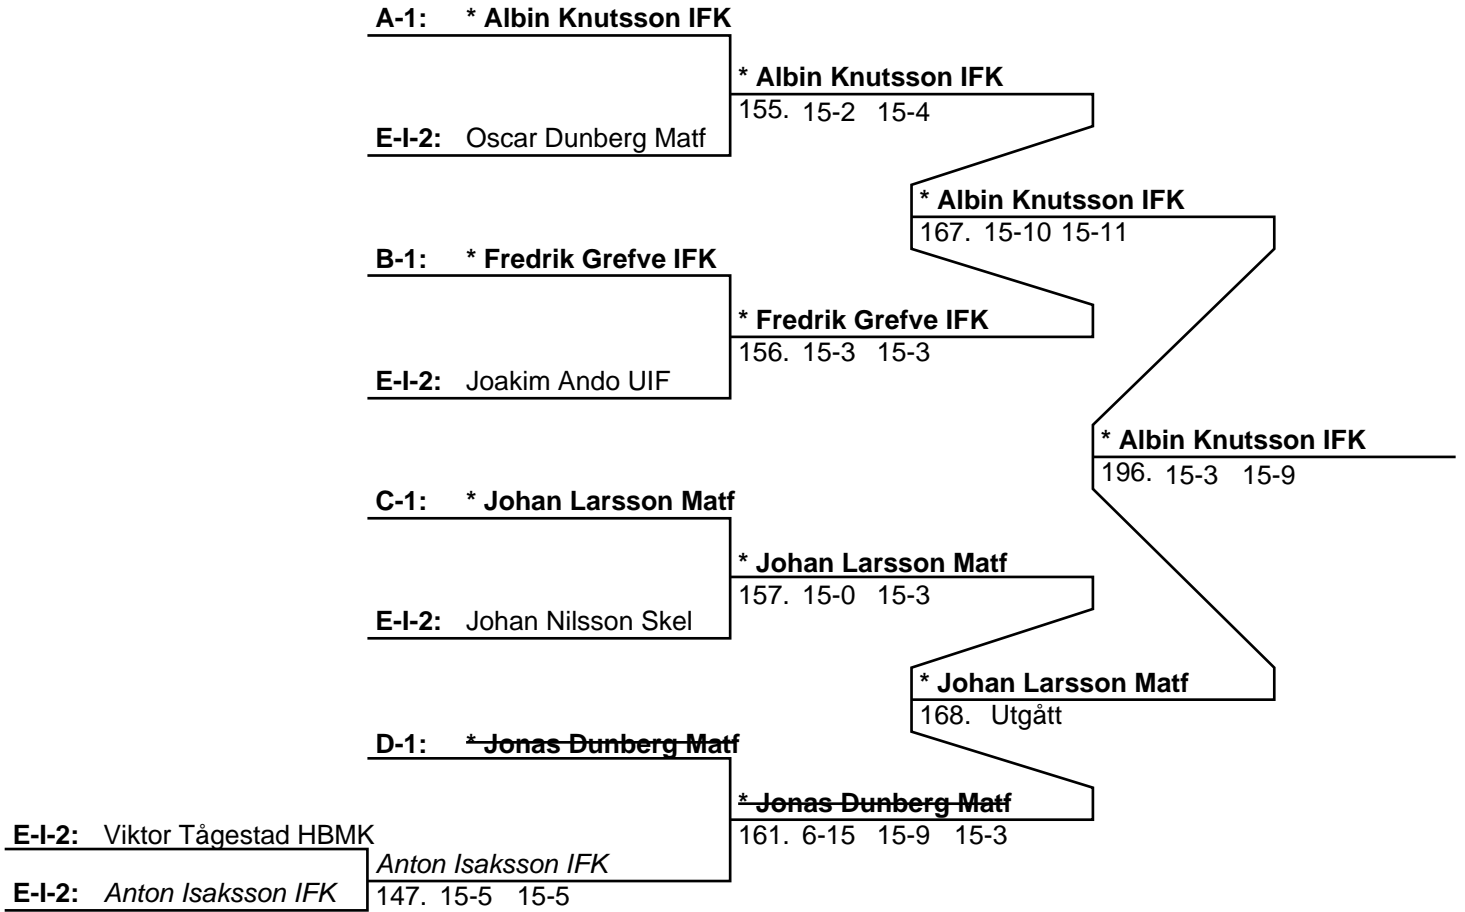 A-1: * Albin Knutsson IFK
* Albin Knutsson IFK
155. 15-2 15-4
E-I-2: Oscar Dunberg Matf
* Albin Knutsson IFK
167. 15-10 15-11
B-1: * Fredrik Grefve IFK
* Fredrik Grefve IFK
156. 15-3 15-3
E-I-2: Joakim Ando UIF
* Albin Knutsson IFK
196. 15-3 15-9
C-1: * Johan Larsson Matf
* Johan Larsson Matf
157. 15-0 15-3
E-I-2: Johan Nilsson Skel
* Johan Larsson Matf
168. Utgått
D-1: * Jonas Dunberg Matf
* Jonas Dunberg Matf
161. 6-15 15-9 15-3
E-I-2: Viktor Tågestad HBMK
Anton Isaksson IFK
147. 15-5 15-5
E-I-2: Anton Isaksson IFK